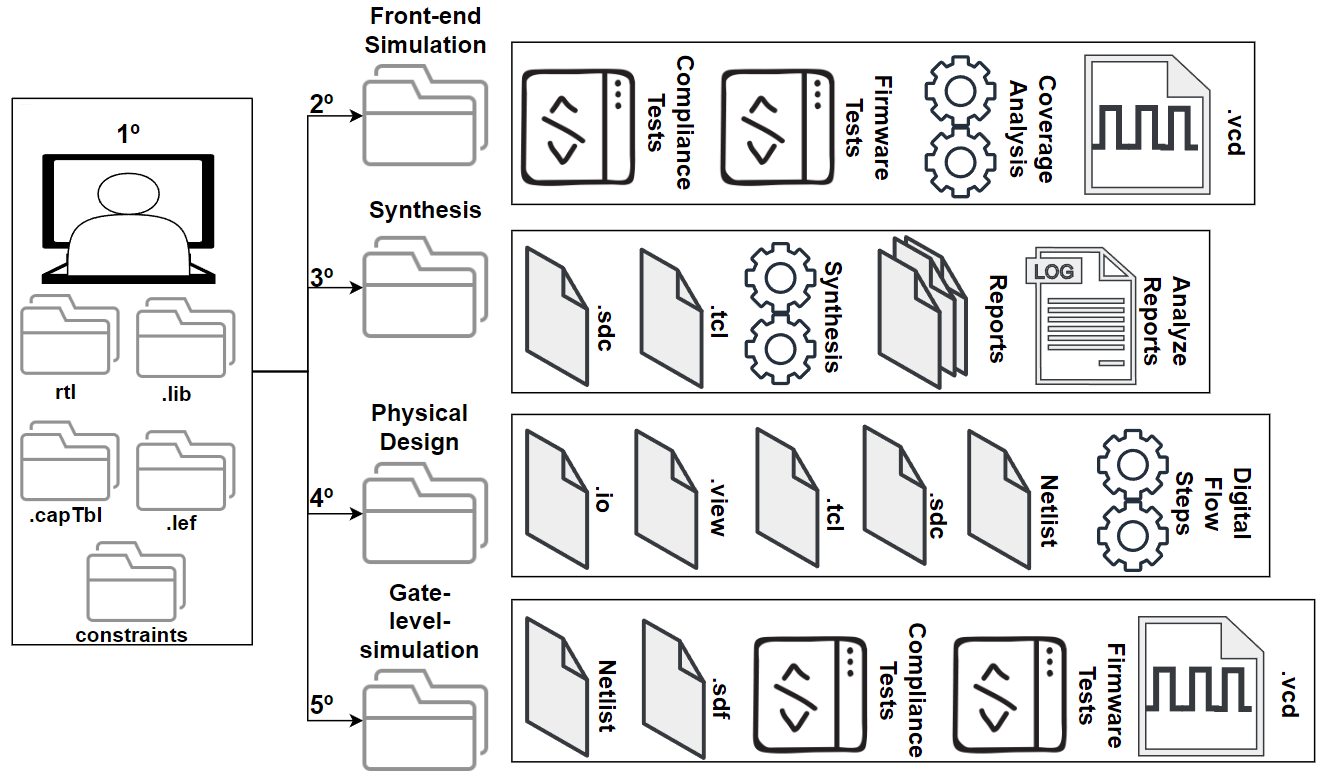 1º
rtl
.lib
.capTbl
.lef
constraints
Front-end
Simulation
2º
Compliance
Tests
Firmware
Tests
Coverage
Analysis
.vcd
Synthesis
3º
.sdc
.tcl
Synthesis
Reports
LOG
Analyze
Reports
Physical
Design
4º
.io
.view
.tcl
.sdc
Netlist
Digital
Flow
Steps
Gate-
level-
simulation
5º
Netlist
.sdf
Compliance
Tests
Firmware
Tests
.vcd